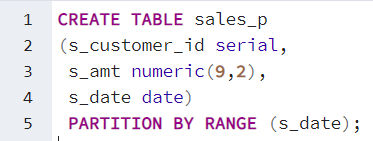 1 CREATE TABLE sales_p
2 (s_customer_id serial,
3 s_amt numeric(9,2),
4 s_date date)
5 PARTITION BY RANGE (s_date);